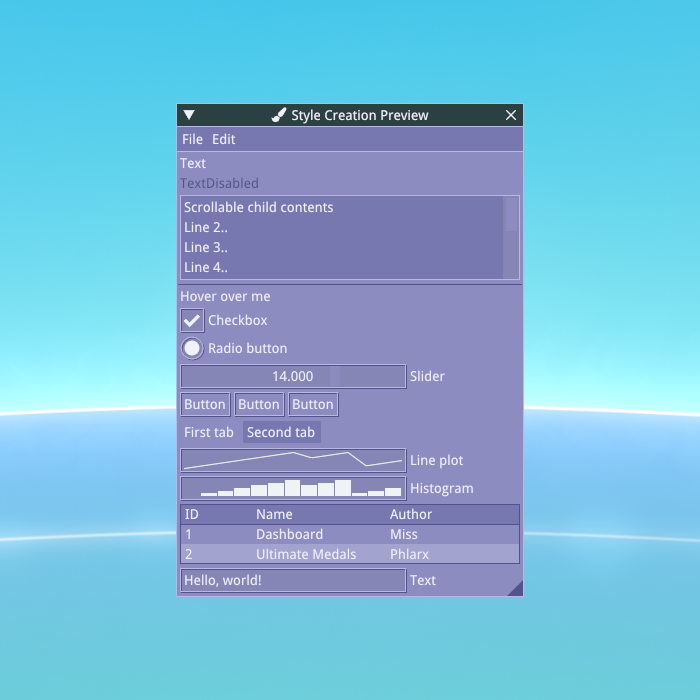 Style Creation Preview
File Edit
Text
TextDisabled
Scrollable child contents
Line 2..
Line 3..
Line 4..
Hover over me
Checkbox
Radio button
14.000 Slider
Button Button Button
First tab Second tab
Line plot
Histogram
ID Name Author
1 Dashboard Miss
2 Ultimate Medals Phlarx
Hello, world! Text